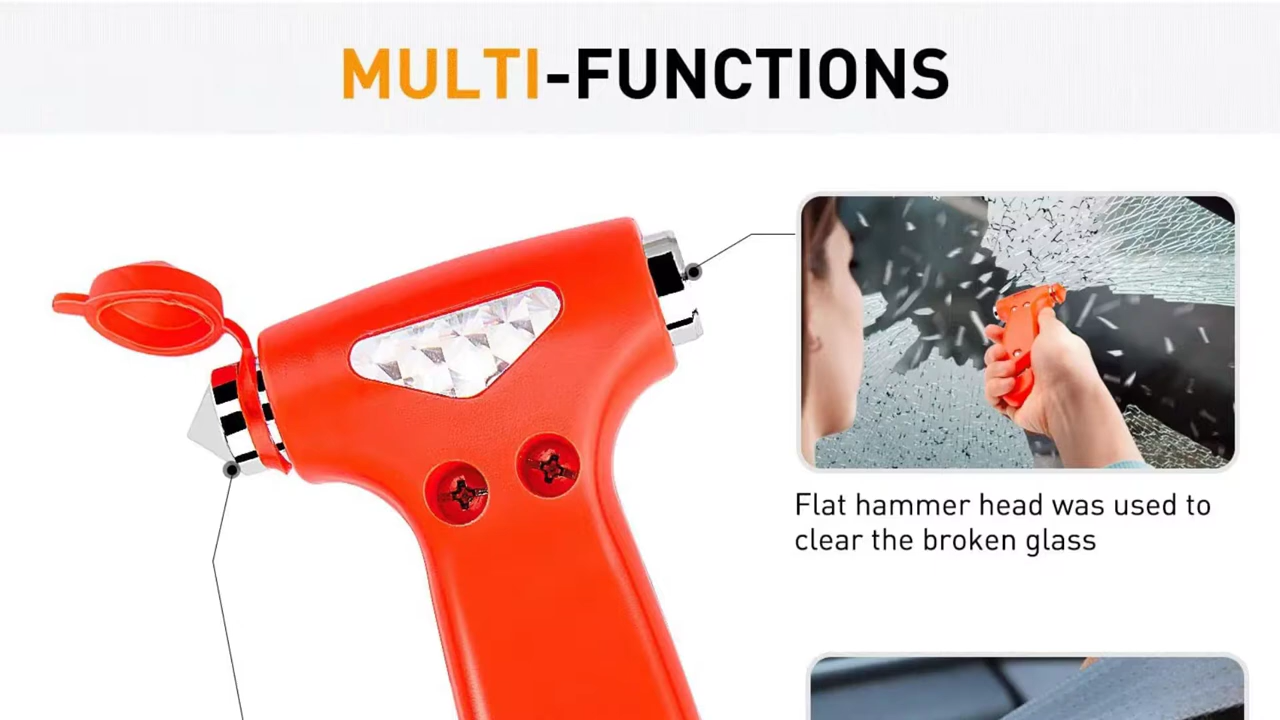 MULTI-FUNCTIONS
Flat hammer head was used to
clear the broken glass